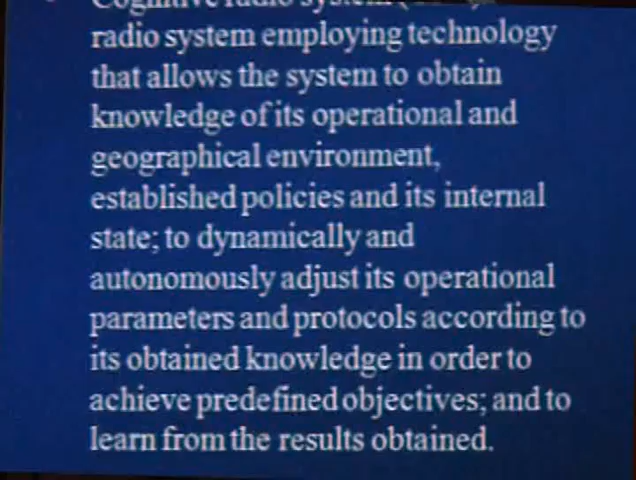 Cognitive radio system
radio system employing technology
that allows the system to obtain
knowledge of its operational and
geographical environment,
established policies and its internal
state; to dynamically and
autonomously adjust its operational
parameters and protocols according to
its obtained knowledge in order to
achieve predefined objectives; and to
learn from the results obtained.